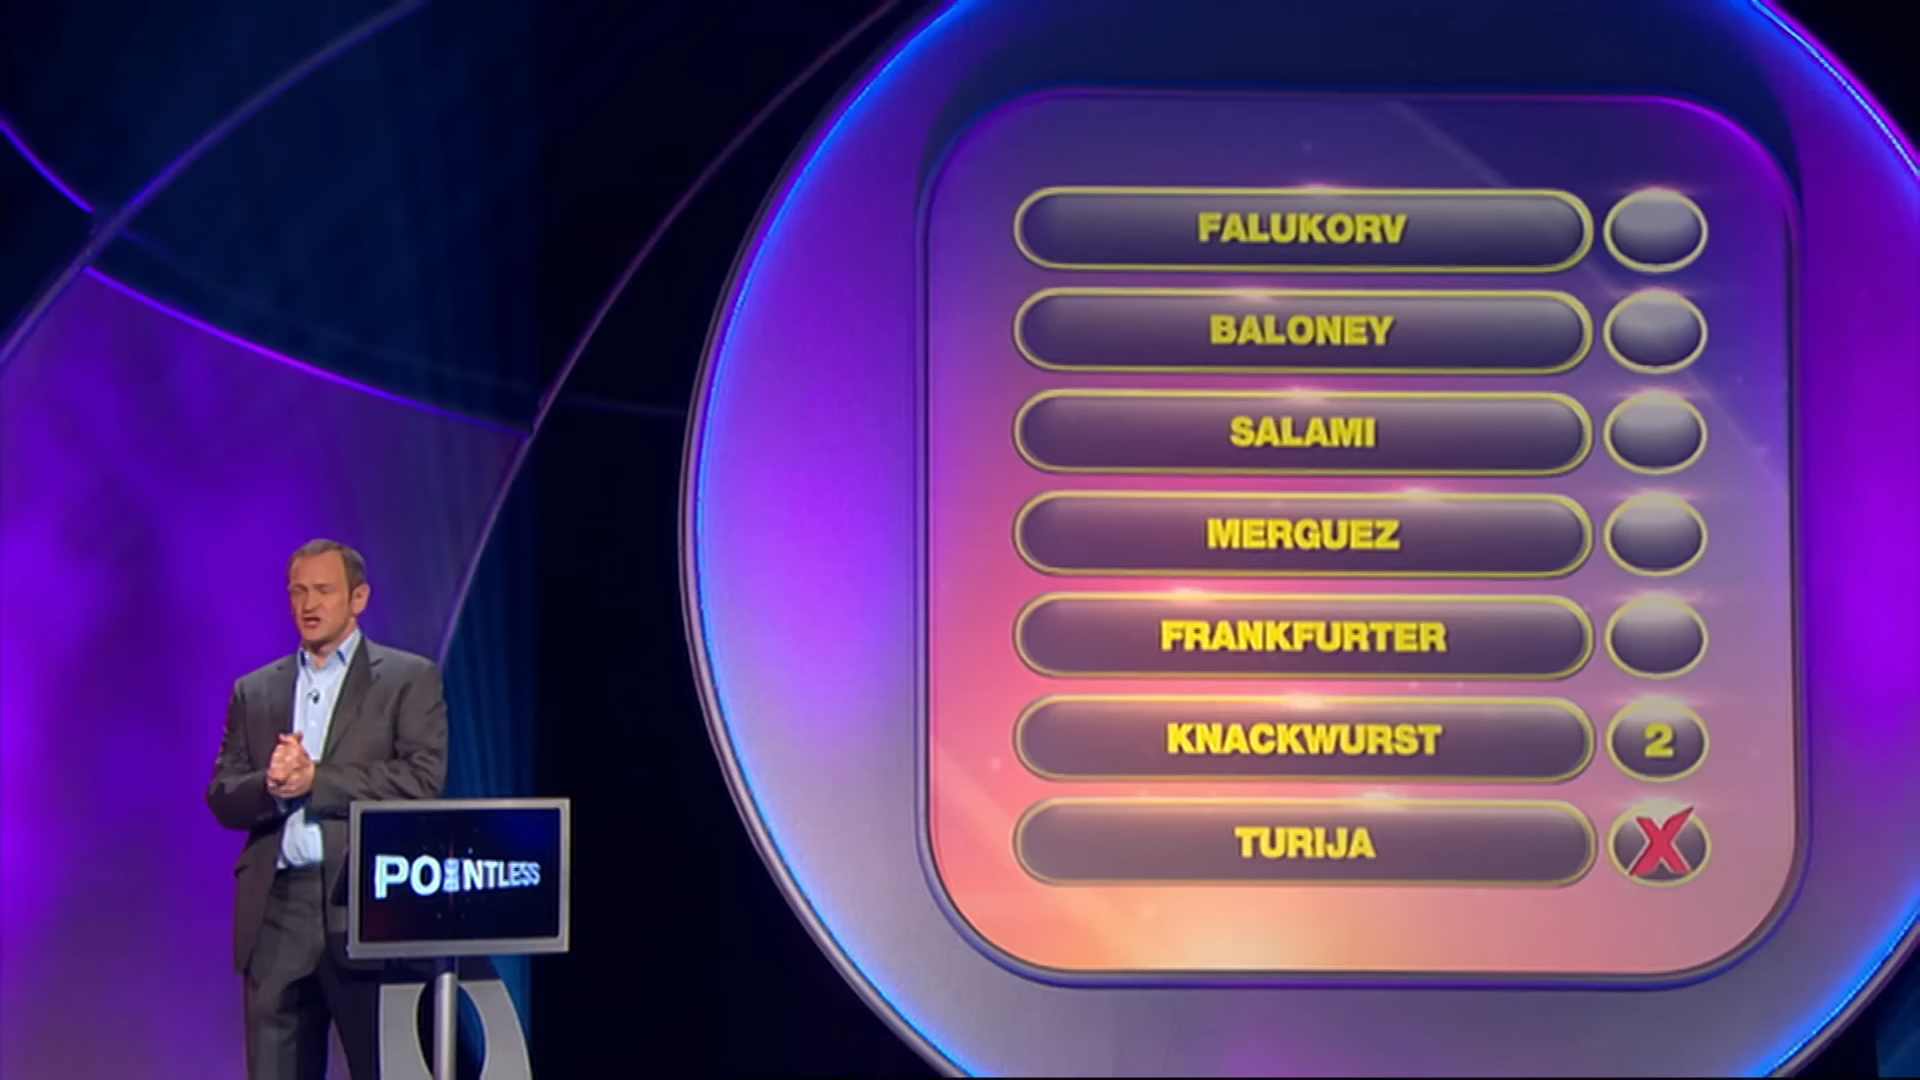 FALUKORV
BALONEY
SALAMI
MERGUEZ
FRANKFURTER
KNACKWURST 2
TURIJA X
POINTLESS